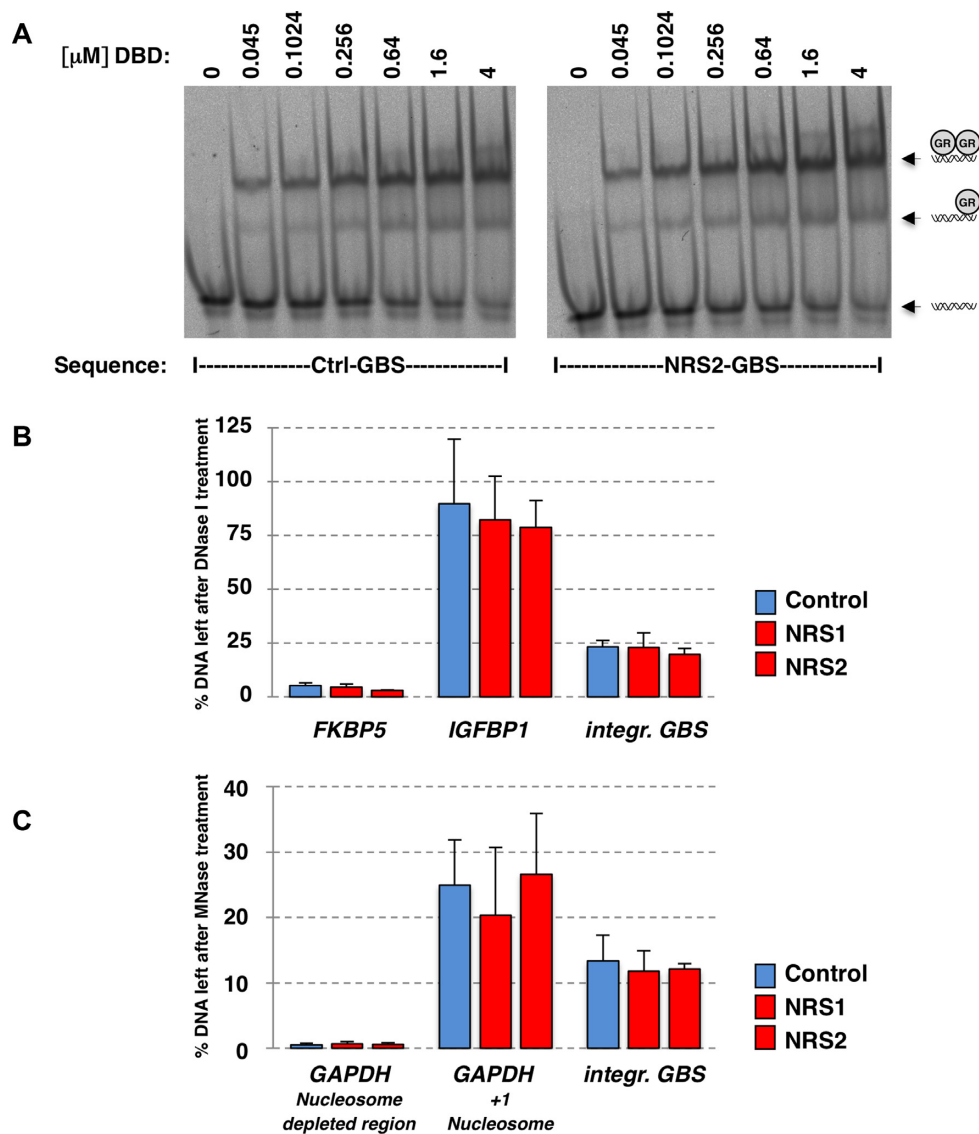 A
[µM] DBD:
0 0.045 0.1024 0.256 0.64 1.6 4
0 0.045 0.1024 0.256 0.64 1.6 4
GR GR
GR
Sequence:
I----------------Ctrl-GBS------------I
I---------------NRS2-GBS------------I
B
% DNA left after DNase I treatment
125
100
75
50
25
0
FKBP5
IGFBP1
integr. GBS
Control
NRS1
NRS2
C
% DNA left after MNase treatment
40
30
20
10
0
GAPDH
Nucleosome
depleted region
GAPDH
+1
Nucleosome
integr. GBS
Control
NRS1
NRS2